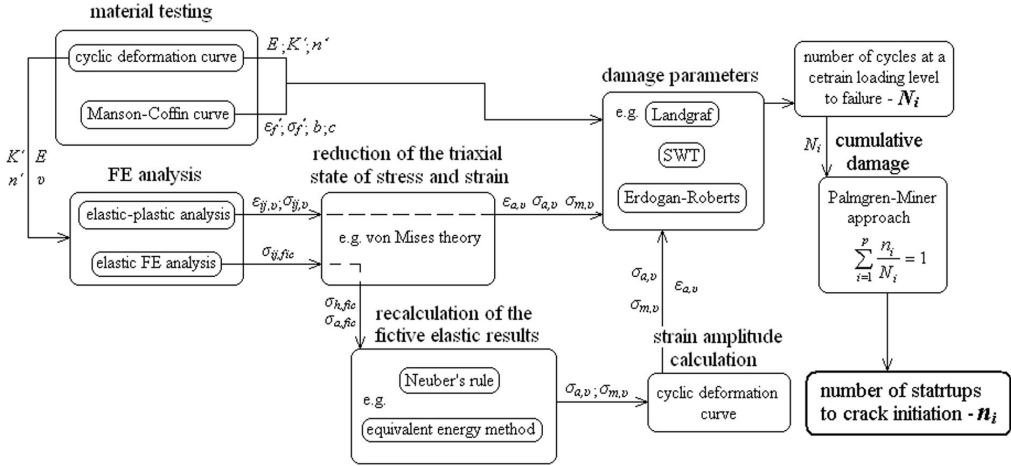 material testing
cyclic deformation curve
Manson-Coffin curve
E ; K′; n′
εf′; σf′; b; c
K′
n′
E
υ
FE analysis
elastic-plastic analysis
elastic FE analysis
εij,υ;σij,υ
σij,fic
reduction of the triaxial
state of stress and strain
e.g. von Mises theory
εa,υ σa,υ σm,υ
σh,fic
σa,fic
recalculation of the
fictive elastic results
Neuber's rule
e.g.
equivalent energy method
σa,υ ; σm,υ
strain amplitude
calculation
cyclic deformation
curve
σa,υ
σm,υ
εa,υ
damage parameters
e.g. Landgraf
SWT
Erdogan-Roberts
number of cycles at a
cetrain loading level
to failure - Ni
Ni
cumulative
damage
Palmgren-Miner
approach
∑ i=1 p ni/Ni = 1
number of statrtups
to crack initiation - ni